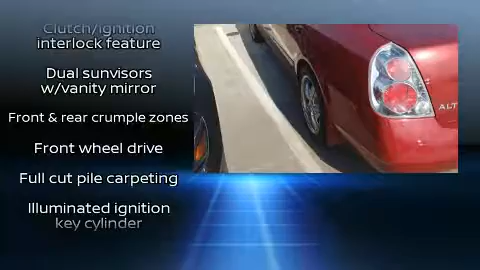 Clutch/ignition
interlock feature
Dual sunvisors
w/vanity mirror
Front & rear crumple zones
Front wheel drive
Full cut pile carpeting
Illuminated ignition
key cylinder
ALT